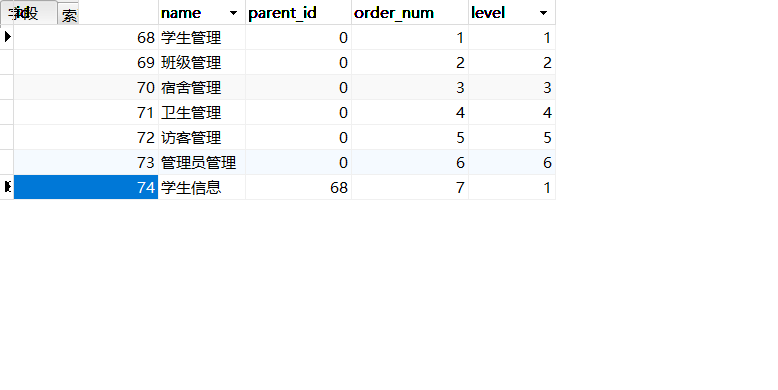 id name parent_id order_num level
字段 索
68 学生管理 0 1 1
69 班级管理 0 2 2
70 宿舍管理 0 3 3
71 卫生管理 0 4 4
72 访客管理 0 5 5
73 管理员管理 0 6 6
74 学生信息 68 7 1